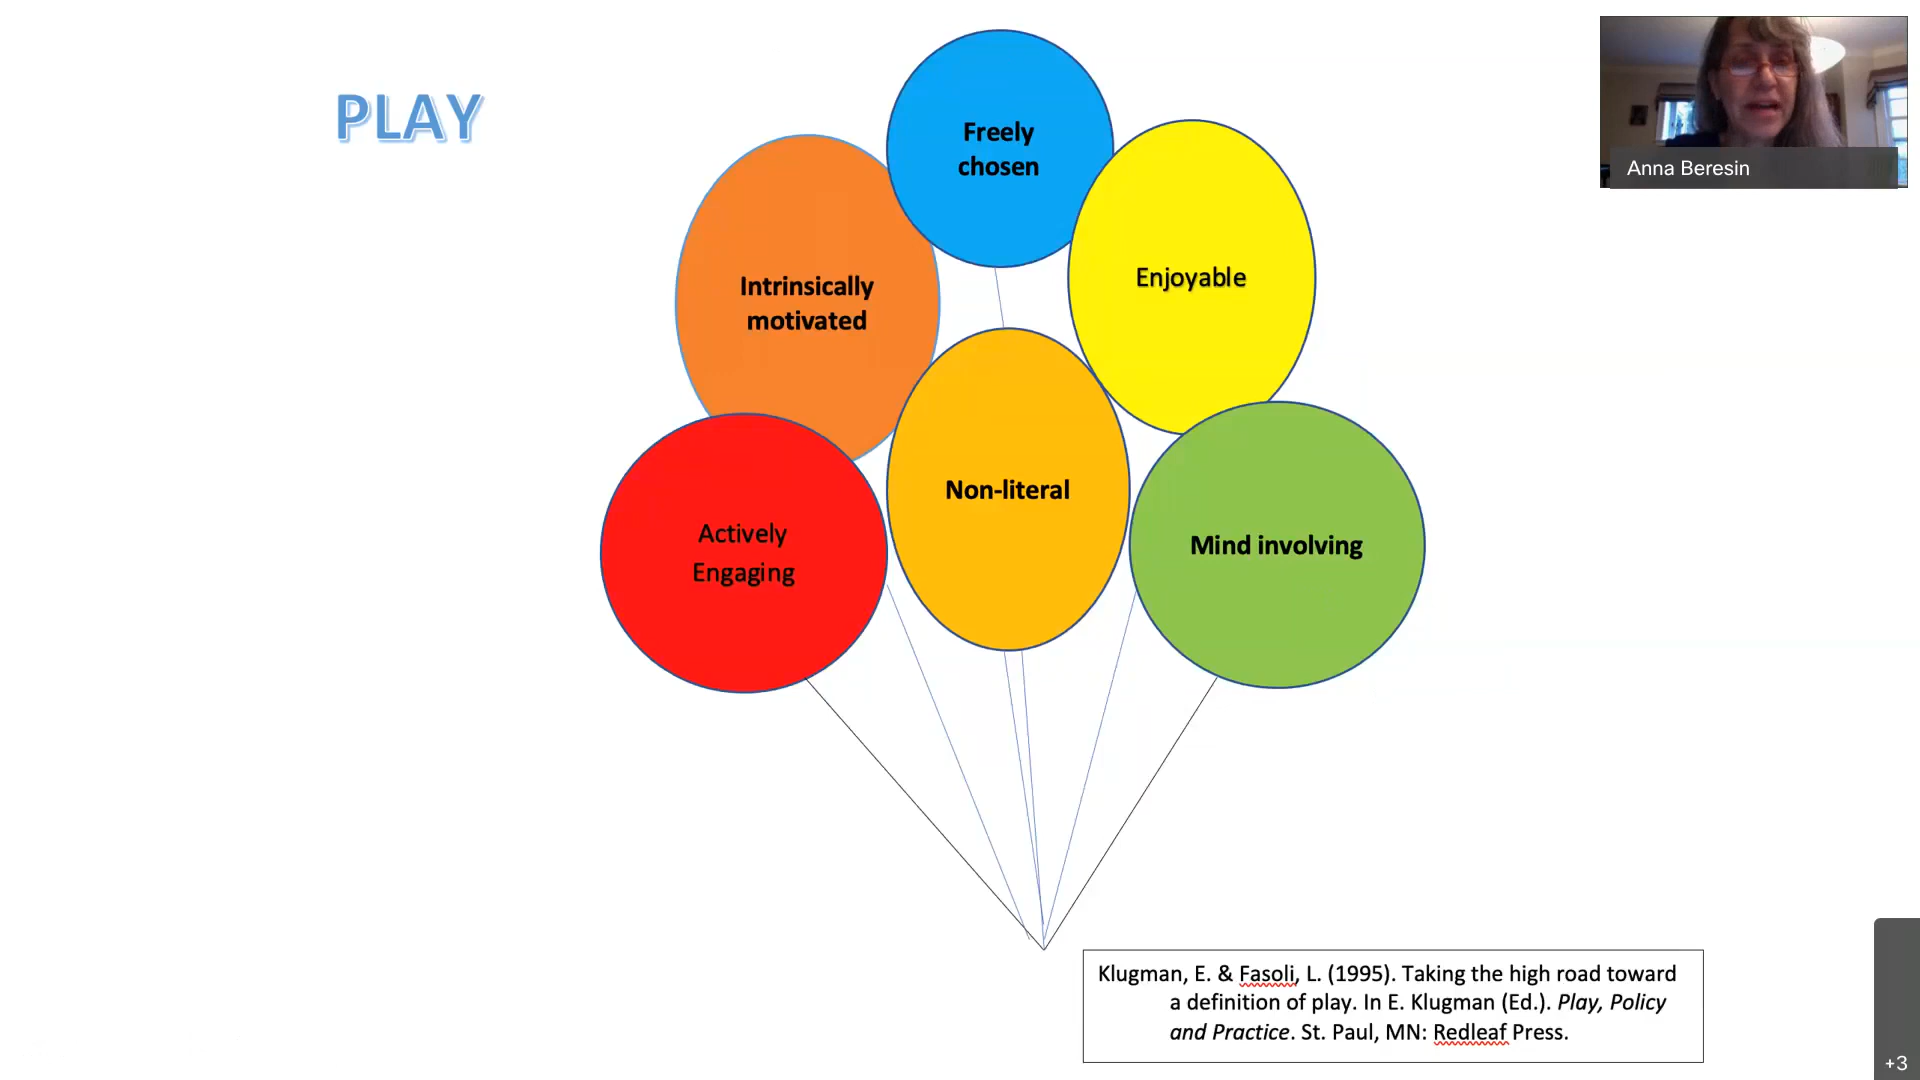 PLAY
Freely
chosen
Anna Beresin
Intrinsically
motivated
Enjoyable
Non-literal
Actively
Engaging
Mind involving
Klugman, E. & Fasoli, L. (1995). Taking the high road toward
a definition of play. In E. Klugman (Ed.). Play, Policy
and Practice. St. Paul, MN: Redleaf Press.
+3